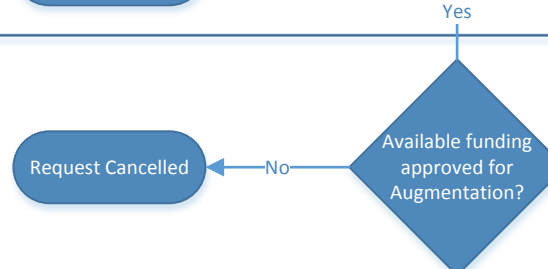 Yes
Available funding
approved for
Augmentation?
No
Request Cancelled